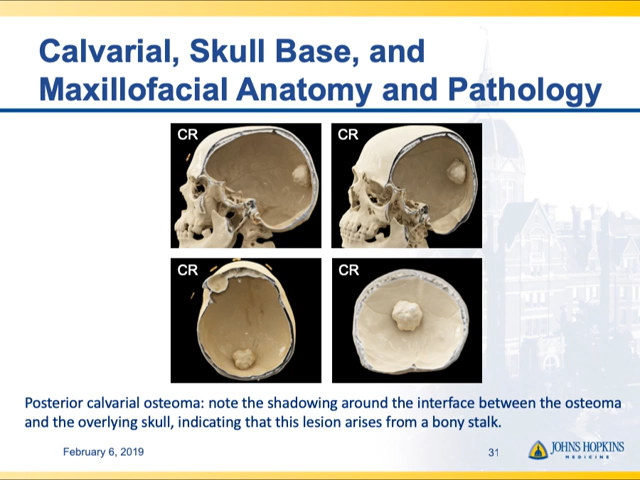 Calvarial, Skull Base, and
Maxillofacial Anatomy and Pathology
CR
CR
CR
CR
Posterior calvarial osteoma: note the shadowing around the interface between the osteoma
and the overlying skull, indicating that this lesion arises from a bony stalk.
February 6, 2019
31
JOHNS HOPKINS
MEDICINE